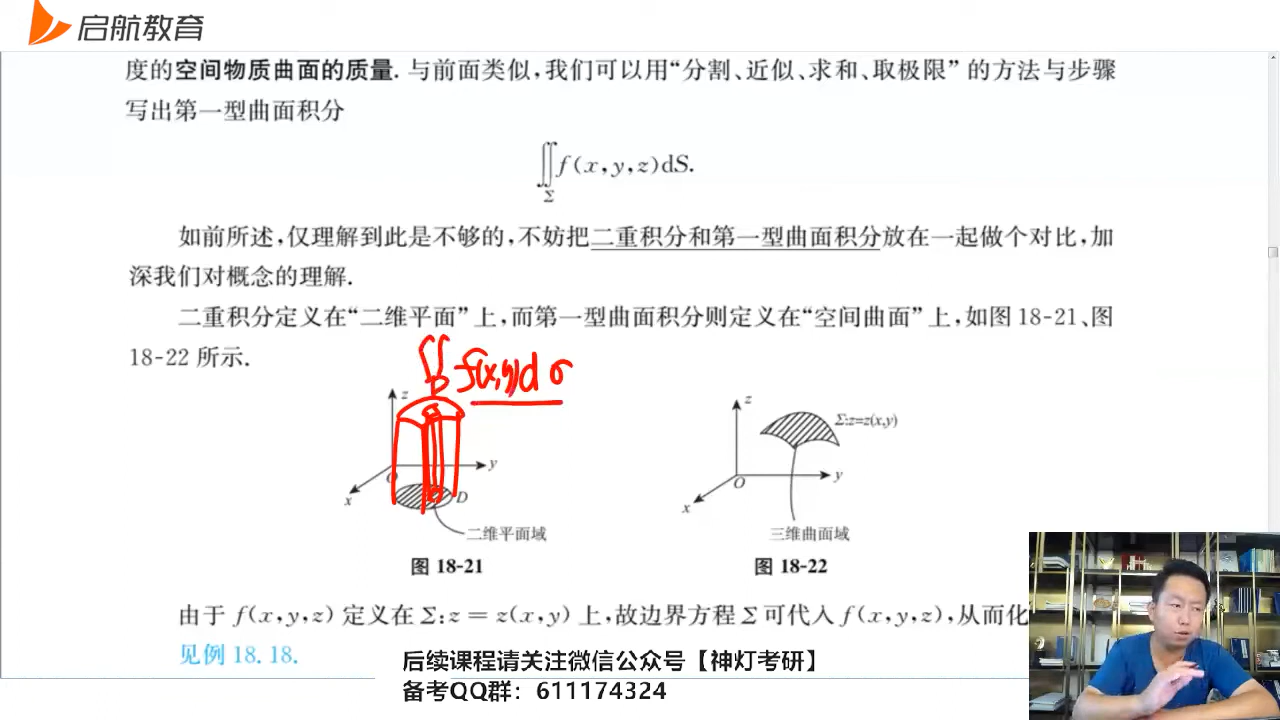 启航教育
度的空间物质曲面的质量. 与前面类似,我们可以用“分割、近似、求和、取极限”的方法与步骤
写出第一型曲面积分
∬_Σ f(x,y,z)dS.
如前所述,仅理解到此是不够的,不妨把二重积分和第一型曲面积分放在一起做个对比,加
深我们对概念的理解.
二重积分定义在“二维平面”上,而第一型曲面积分则定义在“空间曲面”上,如图 18-21、图
18-22 所示.
∬_D f(x,y)dσ
z
O
y
x
D
二维平面域
图 18-21
z
Σ:z=z(x,y)
O
y
x
三维曲面域
图 18-22
由于 f(x,y,z) 定义在 Σ:z=z(x,y) 上,故边界方程 Σ 可代入 f(x,y,z),从而化
见例 18.18.
后续课程请关注微信公众号【神灯考研】
备考QQ群：611174324